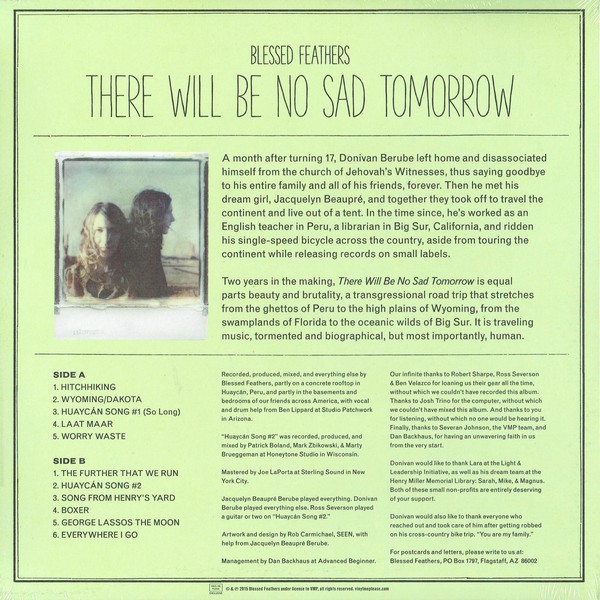 BLESSED FEATHERS
THERE WILL BE NO SAD TOMORROW
A month after turning 17, Donivan Berube left home and disassociated
himself from the church of Jehovah's Witnesses, thus saying goodbye
to his entire family and all of his friends, forever. Then he met his
dream girl, Jacquelyn Beaupré, and together they took off to travel the
continent and live out of a tent. In the time since, he's worked as an
English teacher in Peru, a librarian in Big Sur, California, and ridden
his single-speed bicycle across the country, aside from touring the
continent while releasing records on small labels.
Two years in the making, There Will Be No Sad Tomorrow is equal
parts beauty and brutality, a transgressional road trip that stretches
from the ghettos of Peru to the high plains of Wyoming, from the
swamplands of Florida to the oceanic wilds of Big Sur. It is traveling
music, tormented and biographical, but most importantly, human.
SIDE A
1. HITCHHIKING
2. WYOMING/DAKOTA
3. HUAYCÁN SONG #1 (So Long)
4. LAAT MAAR
5. WORRY WASTE
SIDE B
1. THE FURTHER THAT WE RUN
2. HUAYCÁN SONG #2
3. SONG FROM HENRY'S YARD
4. BOXER
5. GEORGE LASSOS THE MOON
6. EVERYWHERE I GO
Recorded, produced, mixed, and everything else by
Blessed Feathers, partly on a concrete rooftop in
Huaycán, Peru, and partly in the basements and
bedrooms of our friends across America, with vocal
and drum help from Ben Lippard at Studio Patchwork
in Arizona.
"Huaycán Song #2" was recorded, produced, and
mixed by Patrick Boland, Mark Zbikowski, & Marty
Brueggeman at Honeytone Studio in Wisconsin.
Mastered by Joe LaPorta at Sterling Sound in New
York City.
Jacquelyn Beaupré Berube played everything. Donivan
Berube played everything else. Ross Severson played
a guitar or two on "Huaycán Song #2."
Artwork and design by Rob Carmichael, SEEN, with
help from Jacquelyn Beaupré Berube.
Management by Dan Backhaus at Advanced Beginner.
Our infinite thanks to Robert Sharpe, Ross Severson
& Ben Velazco for loaning us their gear all the time,
without which we couldn't have recorded this album.
Thanks to Josh Trino for the computer, without which
we couldn't have mixed this album. And thanks to you
for listening, without which no one would be hearing it.
Finally, thanks to Severan Johnson, the VMP team, and
Dan Backhaus, for having an unwavering faith in us
from the very start.
Donivan would like to thank Lara at the Light &
Leadership Initiative, as well as his dream team at the
Henry Miller Memorial Library: Sarah, Mike, & Magnus.
Both of these small non-profits are entirely deserving
of your support.
Donivan would also like to thank everyone who
reached out and took care of him after getting robbed
on his cross-country bike trip. "You are my family."
For postcards and letters, please write to us at:
Blessed Feathers, PO Box 1797, Flagstaff, AZ 86002
℗ & © 2015 Blessed Feathers under license to VMP, all rights reserved. vinylmeplease.com